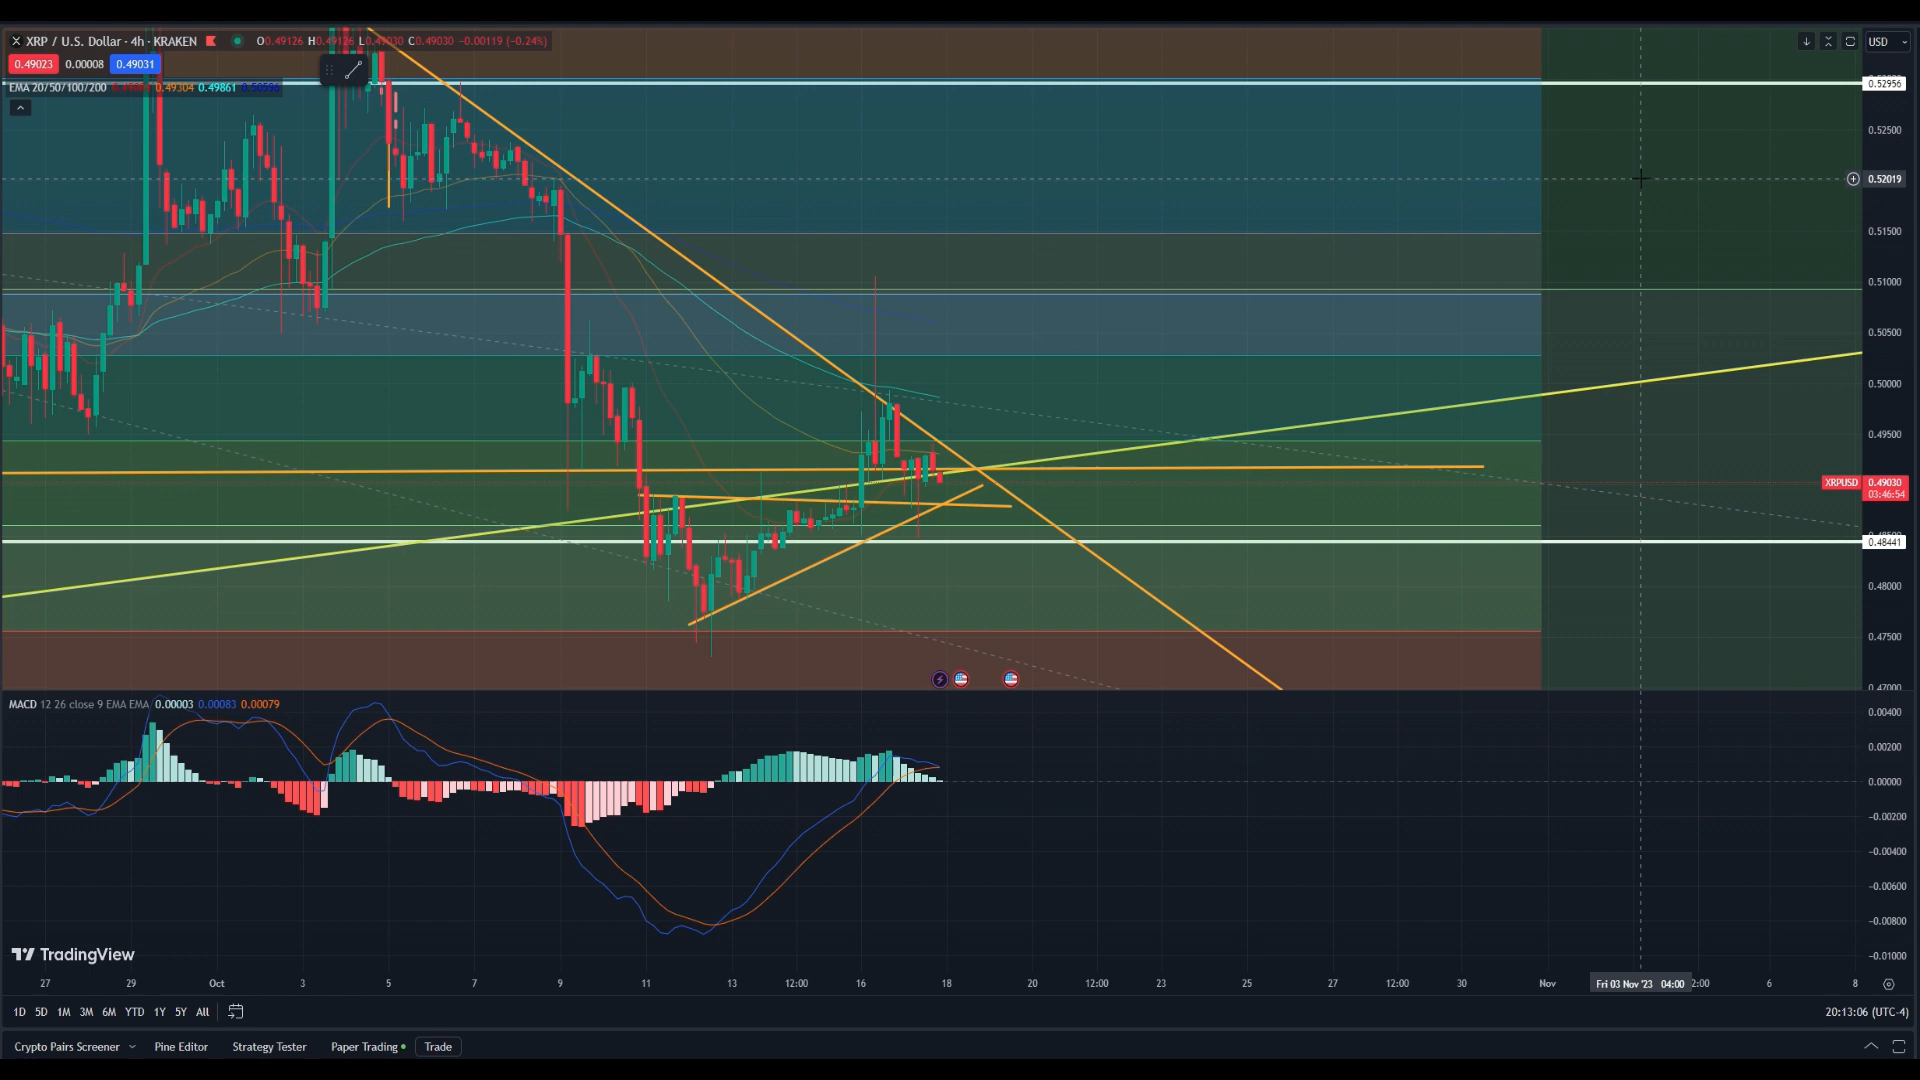 XRP / U.S. Dollar · 4h · KRAKEN O0.49126 H0.49126 L0.49030 C0.49030 -0.00119 (-0.24%)
USD
0.49023 0.00008 0.49031
EMA 20/50/100/200 0.49304 0.49861 0.50596
0.52956
0.52500
0.52019
0.51500
0.51000
0.50500
0.50000
0.49500
XRPUSD 0.49030
03:46:54
0.48441
0.48000
0.47500
0.47000
MACD 12 26 close 9 EMA EMA 0.00003 0.00083 0.00079
0.00400
0.00200
0.00000
-0.00200
-0.00400
-0.00600
-0.00800
-0.01000
TradingView
27 29 Oct 3 5 7 9 11 13 12:00 16 18 20 12:00 23 25 27 12:00 30 Nov Fri 03 Nov '23 04:00 2:00 6 8
1D 5D 1M 3M 6M YTD 1Y 5Y All
20:13:06 (UTC-4)
Crypto Pairs Screener Pine Editor Strategy Tester Paper Trading Trade